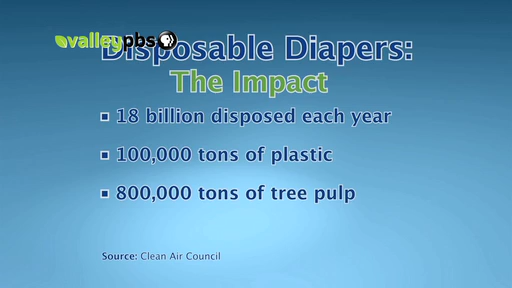 valleypbs
Disposable Diapers:
The Impact
18 billion disposed each year
100,000 tons of plastic
800,000 tons of tree pulp
Source: Clean Air Council